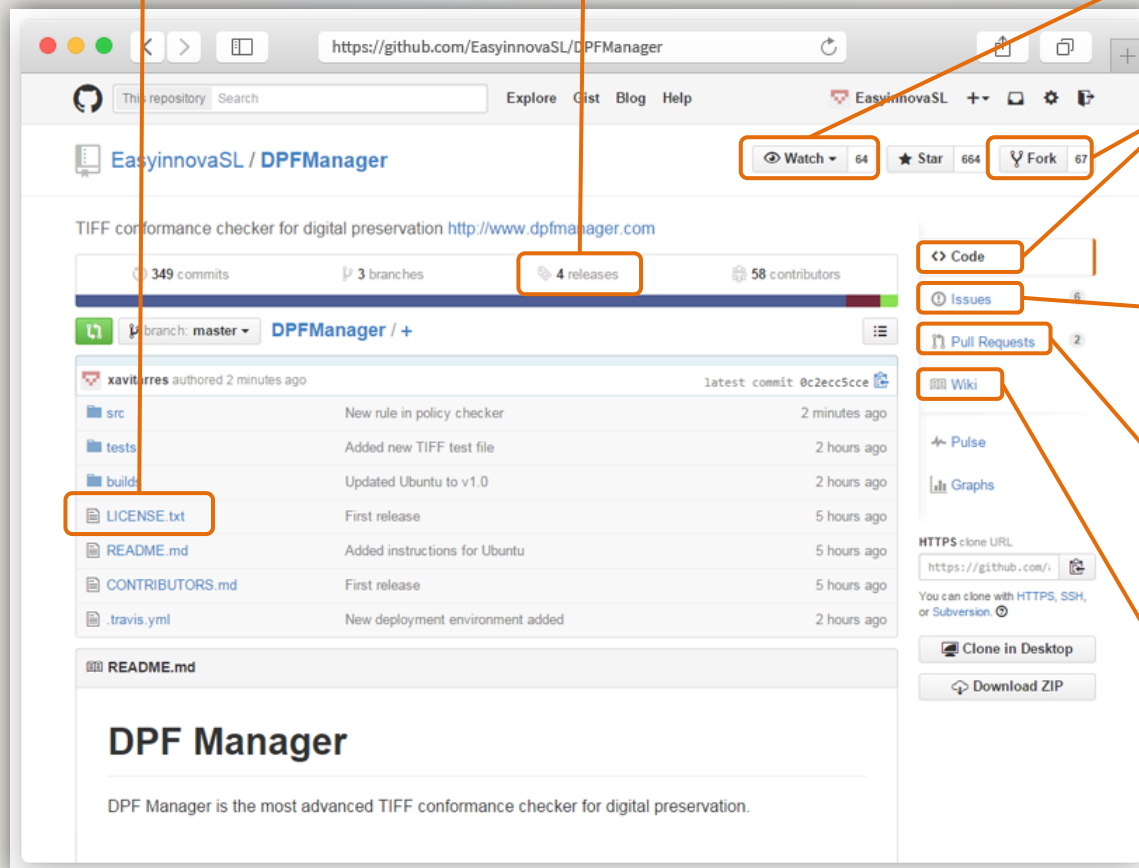 https://github.com/EasyinnovaSL/DPFManager
This repository Search Explore Gist Blog Help EasyinnovaSL
EasyinnovaSL / DPFManager Watch 64 Star 664 Fork 67
TIFF conformance checker for digital preservation http://www.dpfmanager.com
349 commits 3 branches 4 releases 58 contributors
branch: master DPFManager / +
xavitarres authored 2 minutes ago latest commit 0c2ecc5cce
src New rule in policy checker 2 minutes ago
tests Added new TIFF test file 2 hours ago
builds Updated Ubuntu to v1.0 2 hours ago
LICENSE.txt First release 5 hours ago
README.md Added instructions for Ubuntu 5 hours ago
CONTRIBUTORS.md First release 5 hours ago
.travis.yml New deployment environment added 2 hours ago
README.md
DPF Manager
DPF Manager is the most advanced TIFF conformance checker for digital preservation.
Code
Issues 6
Pull Requests 2
Wiki
Pulse
Graphs
HTTPS clone URL
https://github.com/
You can clone with HTTPS, SSH,
or Subversion.
Clone in Desktop
Download ZIP